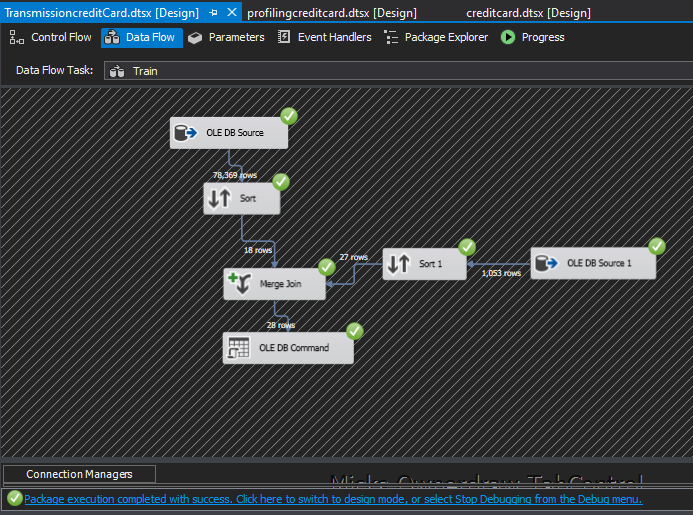 TransmissioncreditCard.dtsx [Design] profilingcreditcard.dtsx [Design] creditcard.dtsx [Design]
Control Flow Data Flow Parameters Event Handlers Package Explorer Progress
Data Flow Task: Train
OLE DB Source
78,369 rows
Sort
18 rows
27 rows
Sort 1
1,053 rows
OLE DB Source 1
Merge Join
28 rows
OLE DB Command
Connection Managers
Package execution completed with success. Click here to switch to design mode, or select Stop Debugging from the Debug menu.